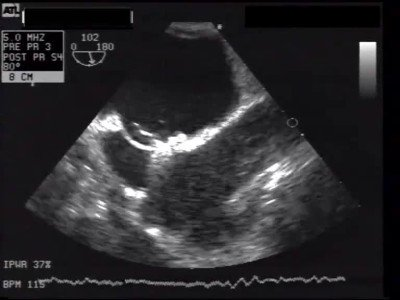 ATL
5.0 MHZ
PRE PR 3
POST PR S4
80°
8 CM
102
0 180
IPWR 37%
BPM 115